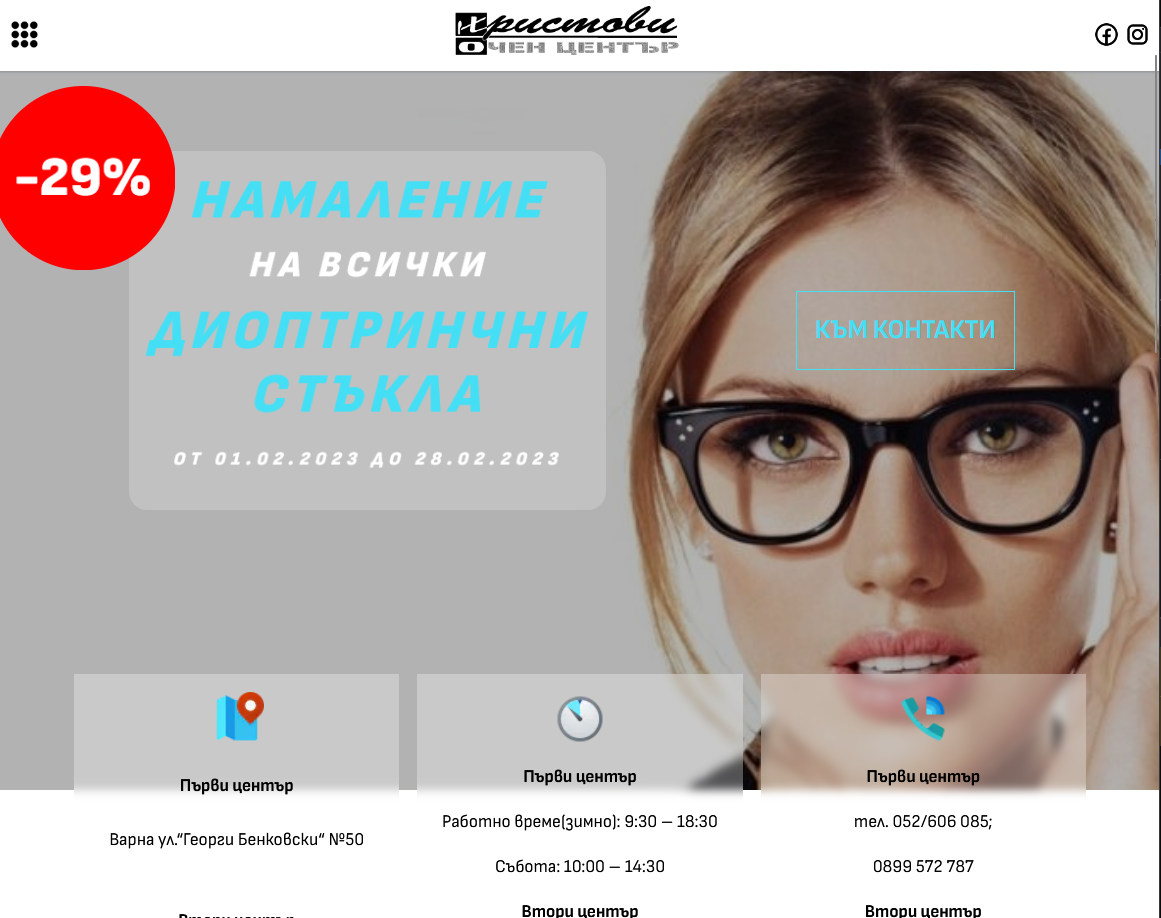 Христови
ОЧЕН ЦЕНТЪР
-29%
НАМАЛЕНИЕ
НА ВСИЧКИ
ДИОПТРИНЧНИ
СТЪКЛА
ОТ 01.02.2023 ДО 28.02.2023
КЪМ КОНТАКТИ
Първи център
Варна ул.“Георги Бенковски“ №50
Втори център
Първи център
Работно време(зимно): 9:30 – 18:30
Събота: 10:00 – 14:30
Втори център
Първи център
тел. 052/606 085;
0899 572 787
Втори център